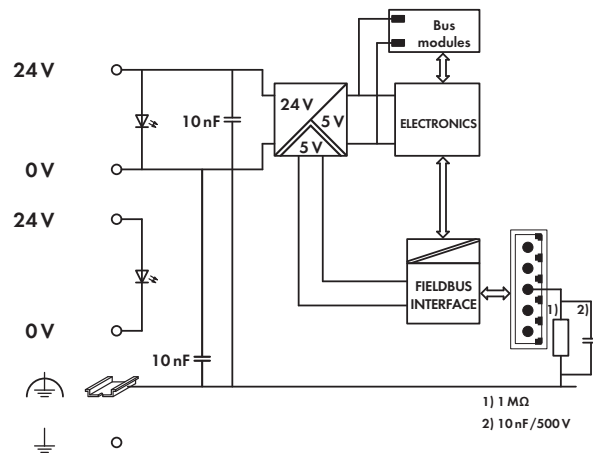 Bus
modules
24 V
24 V
5 V
5 V
10 nF
ELECTRONICS
0 V
24 V
FIELDBUS
INTERFACE
1)
2)
0 V
10 nF
1) 1 MΩ
2) 10 nF/500 V